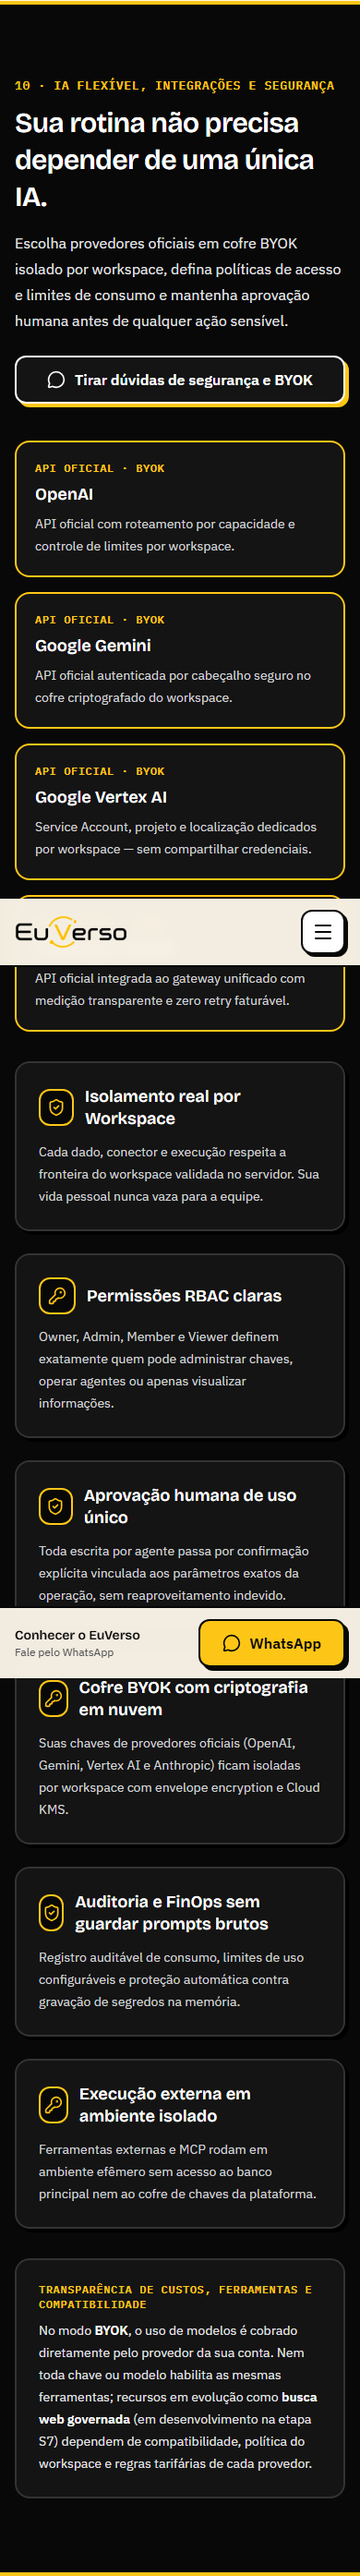 10 · IA FLEXÍVEL, INTEGRAÇÕES E SEGURANÇA
Sua rotina não precisa
depender de uma única
IA.
Escolha provedores oficiais em cofre BYOK
isolado por workspace, defina políticas de acesso
e limites de consumo e mantenha aprovação
humana antes de qualquer ação sensível.
Tirar dúvidas de segurança e BYOK
API OFICIAL · BYOK
OpenAI
API oficial com roteamento por capacidade e
controle de limites por workspace.
API OFICIAL · BYOK
Google Gemini
API oficial autenticada por cabeçalho seguro no
cofre criptografado do workspace.
API OFICIAL · BYOK
Google Vertex AI
Service Account, projeto e localização dedicados
por workspace — sem compartilhar credenciais.
EuVerso
API oficial integrada ao gateway unificado com
medição transparente e zero retry faturável.
Isolamento real por
Workspace
Cada dado, conector e execução respeita a
fronteira do workspace validada no servidor. Sua
vida pessoal nunca vaza para a equipe.
Permissões RBAC claras
Owner, Admin, Member e Viewer definem
exatamente quem pode administrar chaves,
operar agentes ou apenas visualizar
informações.
Aprovação humana de uso
único
Toda escrita por agente passa por confirmação
explícita vinculada aos parâmetros exatos da
operação, sem reaproveitamento indevido.
Conhecer o EuVerso
Fale pelo WhatsApp
WhatsApp
Cofre BYOK com criptografia
em nuvem
Suas chaves de provedores oficiais (OpenAI,
Gemini, Vertex AI e Anthropic) ficam isoladas
por workspace com envelope encryption e Cloud
KMS.
Auditoria e FinOps sem
guardar prompts brutos
Registro auditável de consumo, limites de uso
configuráveis e proteção automática contra
gravação de segredos na memória.
Execução externa em
ambiente isolado
Ferramentas externas e MCP rodam em
ambiente efêmero sem acesso ao banco
principal nem ao cofre de chaves da plataforma.
TRANSPARÊNCIA DE CUSTOS, FERRAMENTAS E
COMPATIBILIDADE
No modo BYOK, o uso de modelos é cobrado
diretamente pelo provedor da sua conta. Nem
toda chave ou modelo habilita as mesmas
ferramentas; recursos em evolução como busca
web governada (em desenvolvimento na etapa
S7) dependem de compatibilidade, política do
workspace e regras tarifárias de cada provedor.